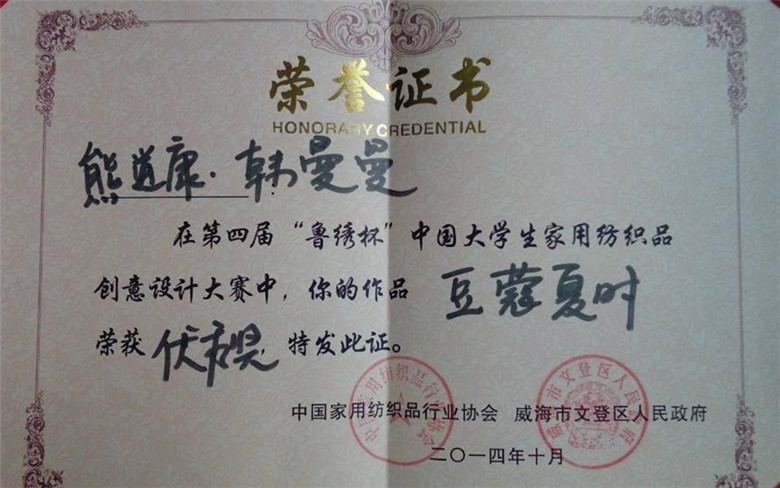 荣誉证书
HONORARY CREDENTIAL
熊道康·韩曼曼
在第四届“鲁绣杯”中国大学生家用纺织品
创意设计大赛中，你的作品 豆蔻夏时
荣获 优秀奖 特发此证。
中国家用纺织品行业协会 威海市文登区人民政府
二〇一四年十月